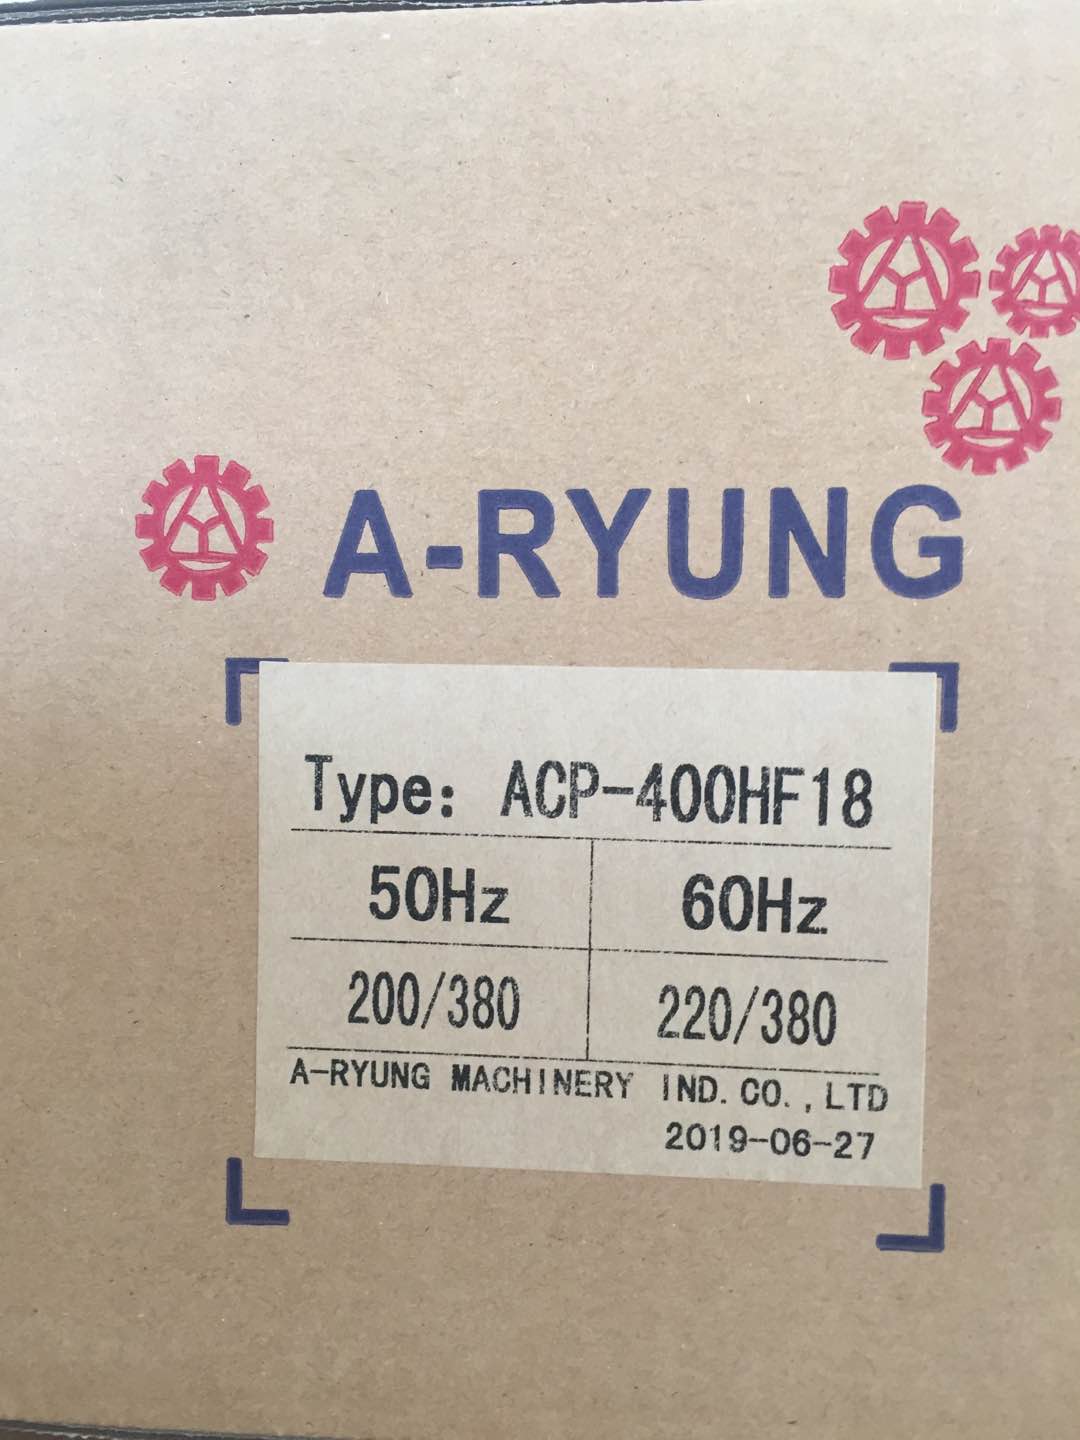 A-RYUNG
Type: ACP-400HF18
50Hz 60Hz
200/380 220/380
A-RYUNG MACHINERY IND.CO.,LTD
2019-06-27